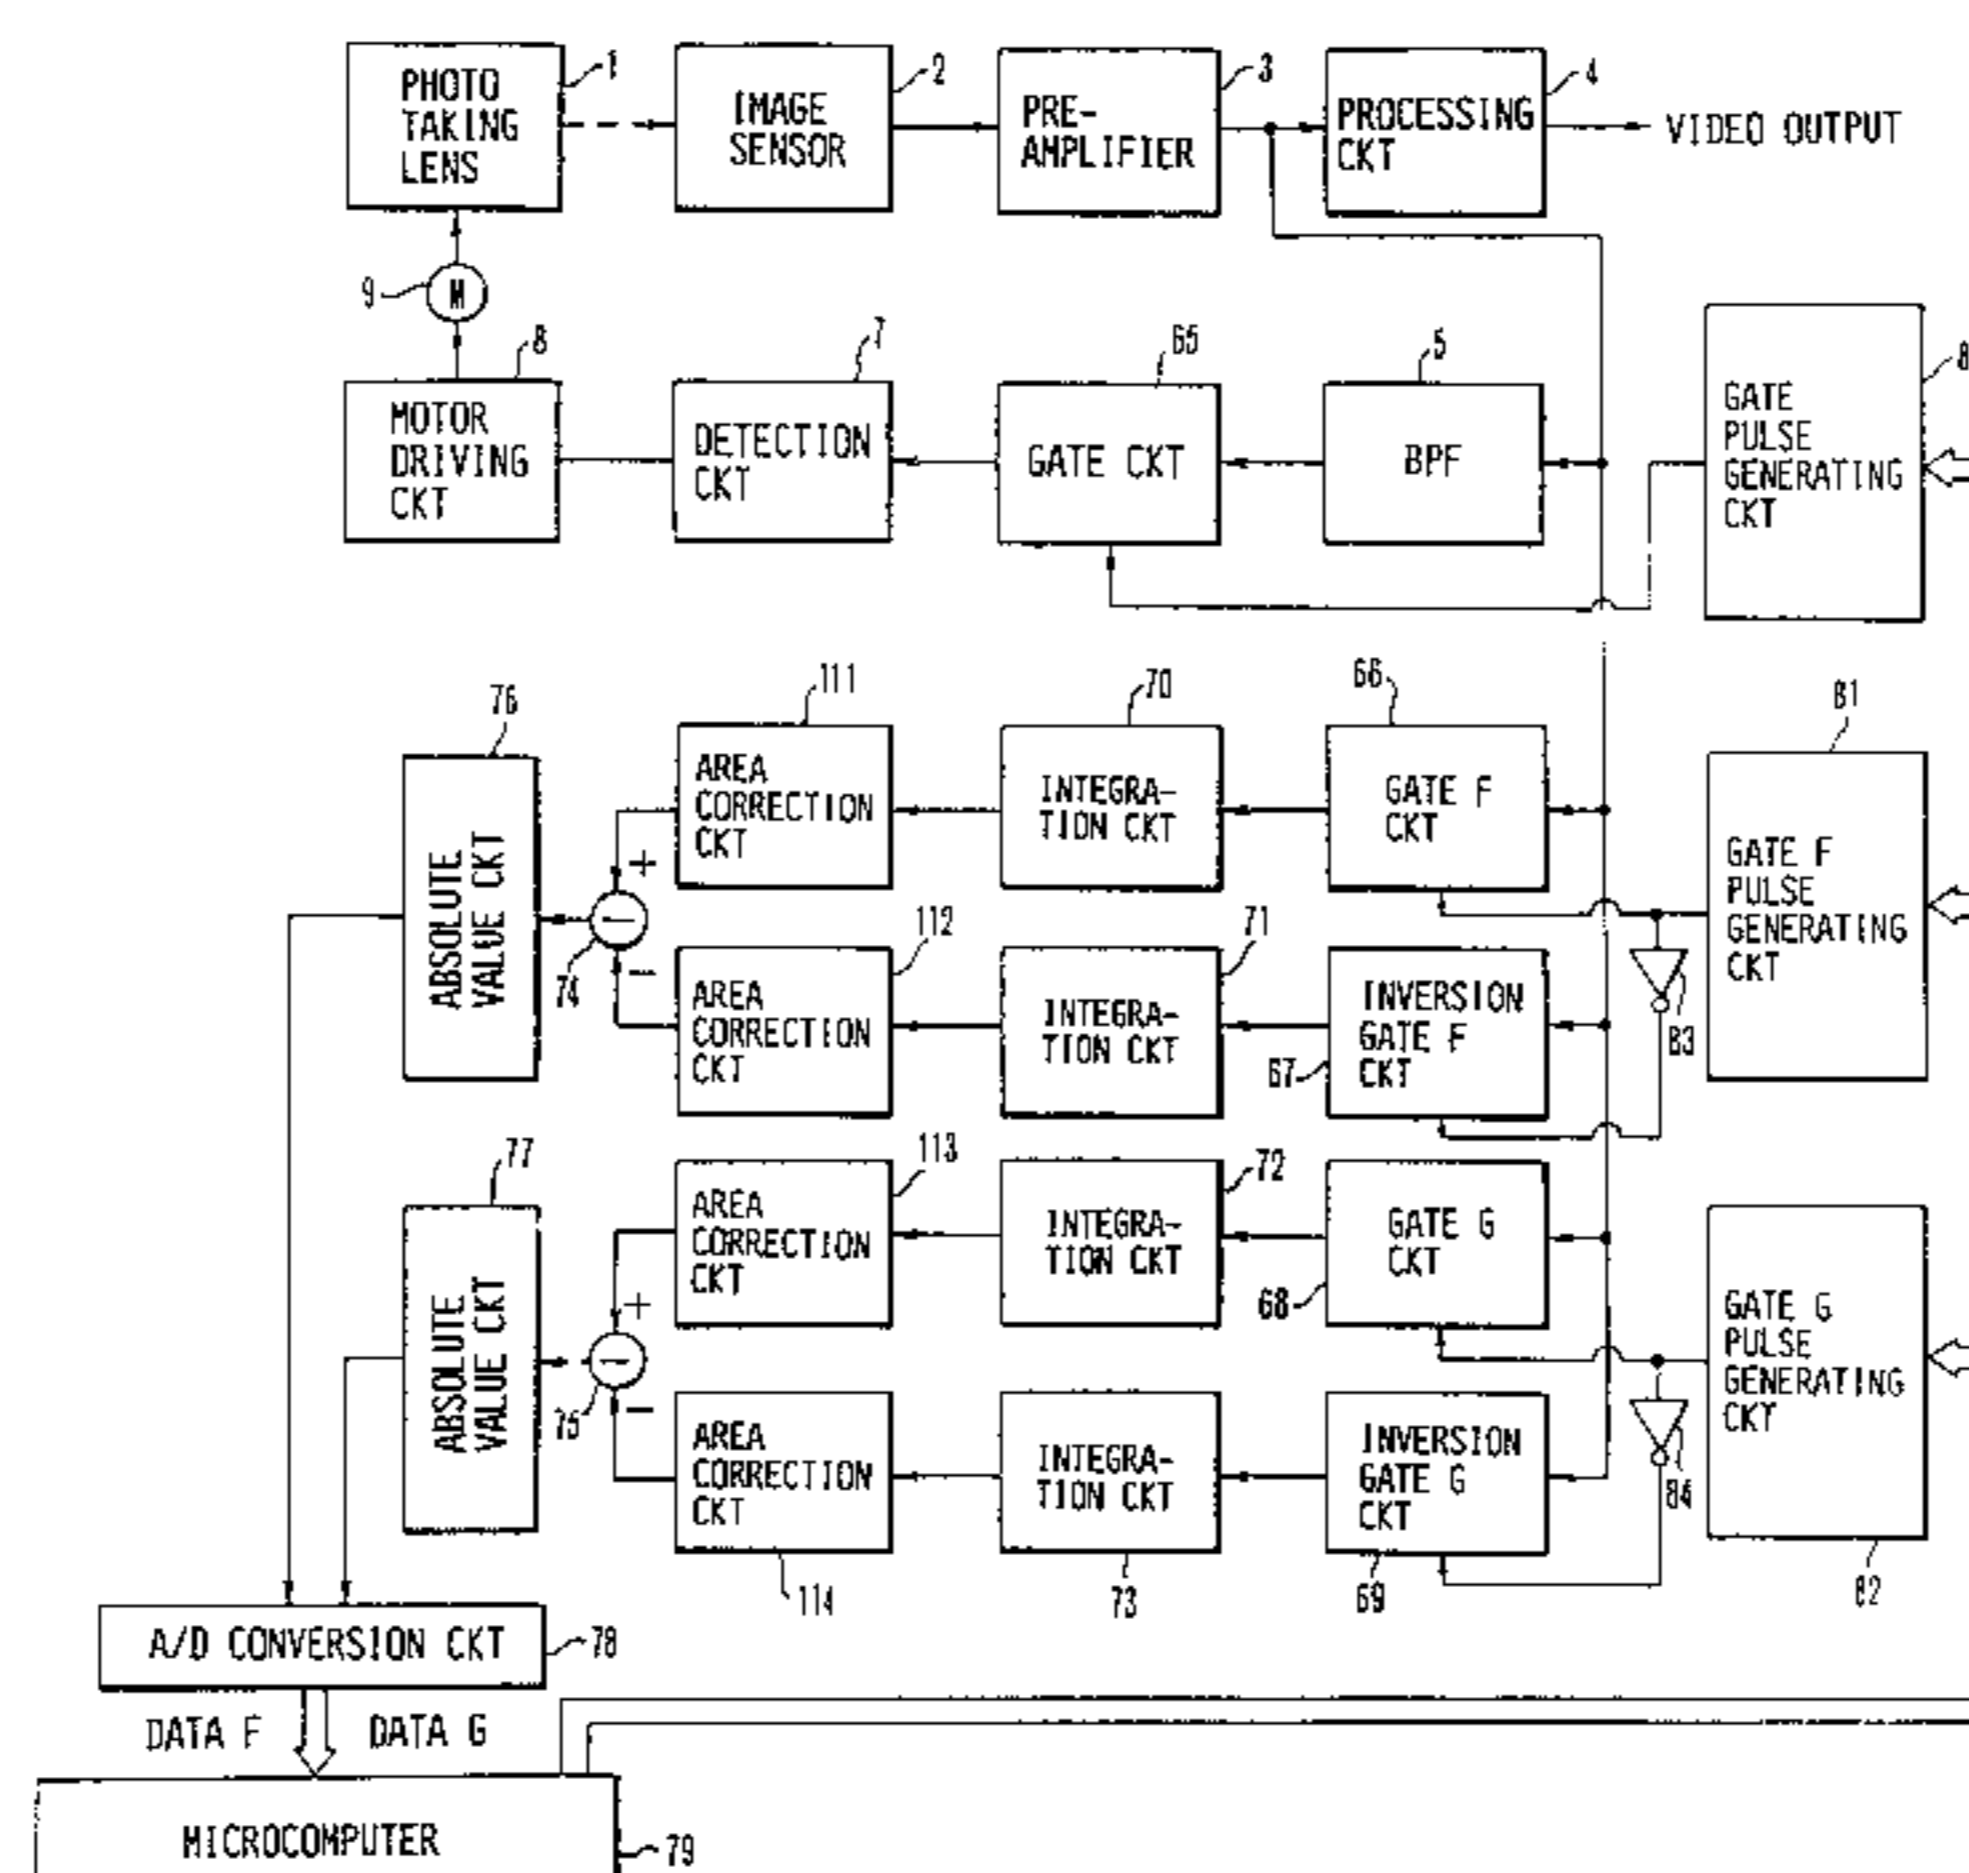 PHOTO
TAKING
LENS
1
IMAGE
SENSOR
2
PRE-
AMPLIFIER
3
PROCESSING
CKT
4
VIDEO OUTPUT
9
M
MOTOR
DRIVING
CKT
8
DETECTION
CKT
7
GATE CKT
65
BPF
5
GATE
PULSE
GENERATING
CKT
ABSOLUTE
VALUE CKT
76
AREA
CORRECTION
CKT
111
INTEGRA-
TION CKT
70
GATE F
CKT
66
GATE F
PULSE
GENERATING
CKT
81
+
−
74
AREA
CORRECTION
CKT
112
INTEGRA-
TION CKT
71
INVERSION
GATE F
CKT
67
83
ABSOLUTE
VALUE CKT
77
AREA
CORRECTION
CKT
113
INTEGRA-
TION CKT
72
GATE G
CKT
68
GATE G
PULSE
GENERATING
CKT
82
+
−
75
AREA
CORRECTION
CKT
114
INTEGRA-
TION CKT
73
INVERSION
GATE G
CKT
69
84
A/D CONVERSION CKT
78
DATA F
DATA G
MICROCOMPUTER
79